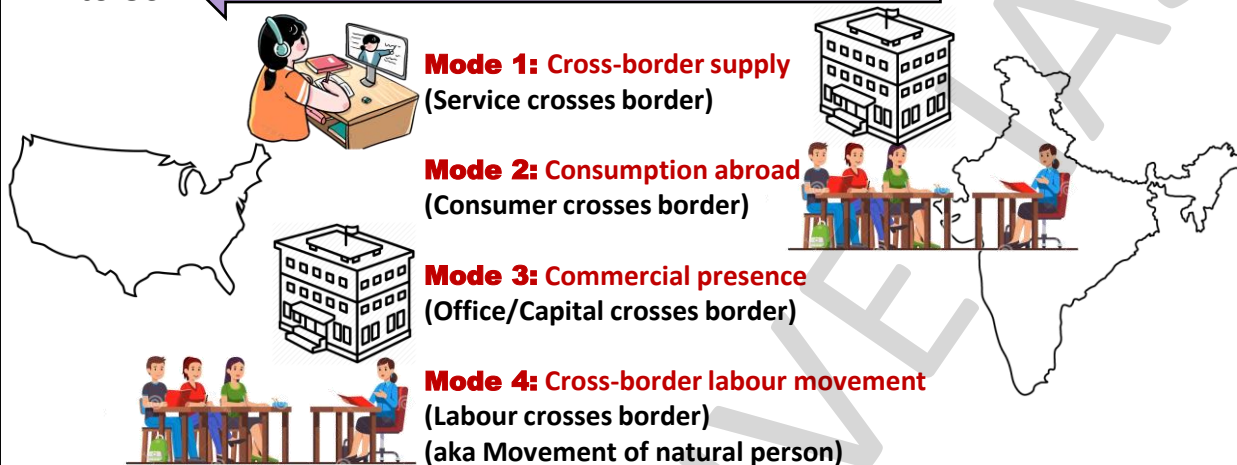 Mode 1: Cross-border supply
(Service crosses border)
Mode 2: Consumption abroad
(Consumer crosses border)
Mode 3: Commercial presence
(Office/Capital crosses border)
Mode 4: Cross-border labour movement
(Labour crosses border)
(aka Movement of natural person)